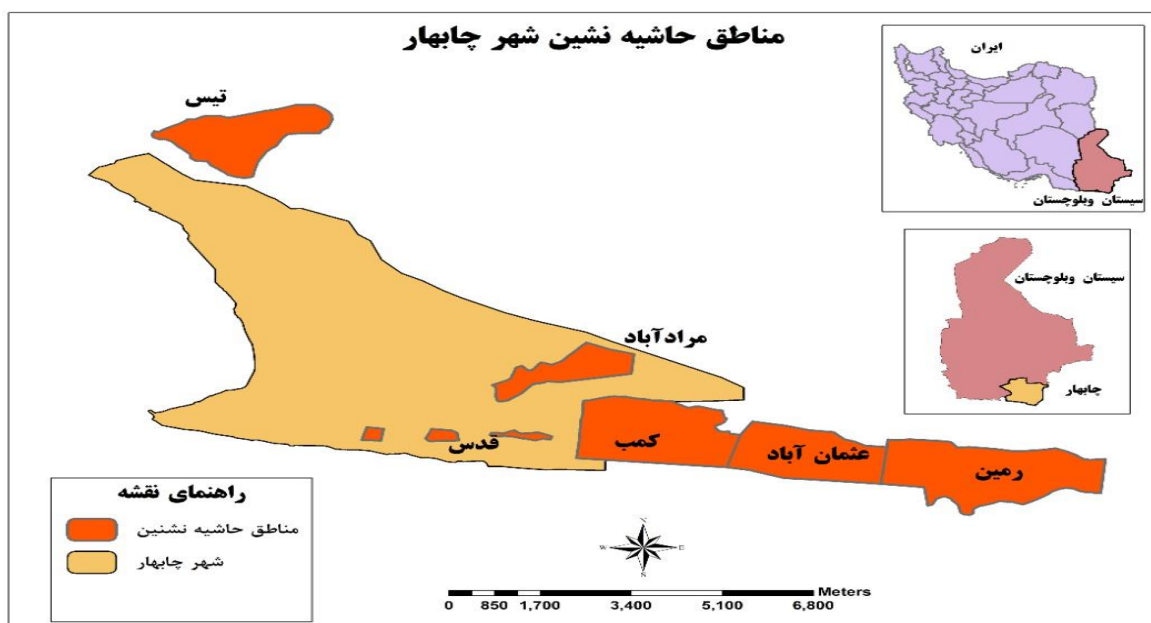 مناطق حاشیه نشین شهر چابهار
ایران
سیستان وبلوچستان
سیستان وبلوچستان
چابهار
تیس
مرادآباد
قدس
کمب
عثمان آباد
رمین
راهنمای نقشه
مناطق حاشیه نشنین
شهر چابهار
N
W E
S
Meters
0 850 1,700 3,400 5,100 6,800